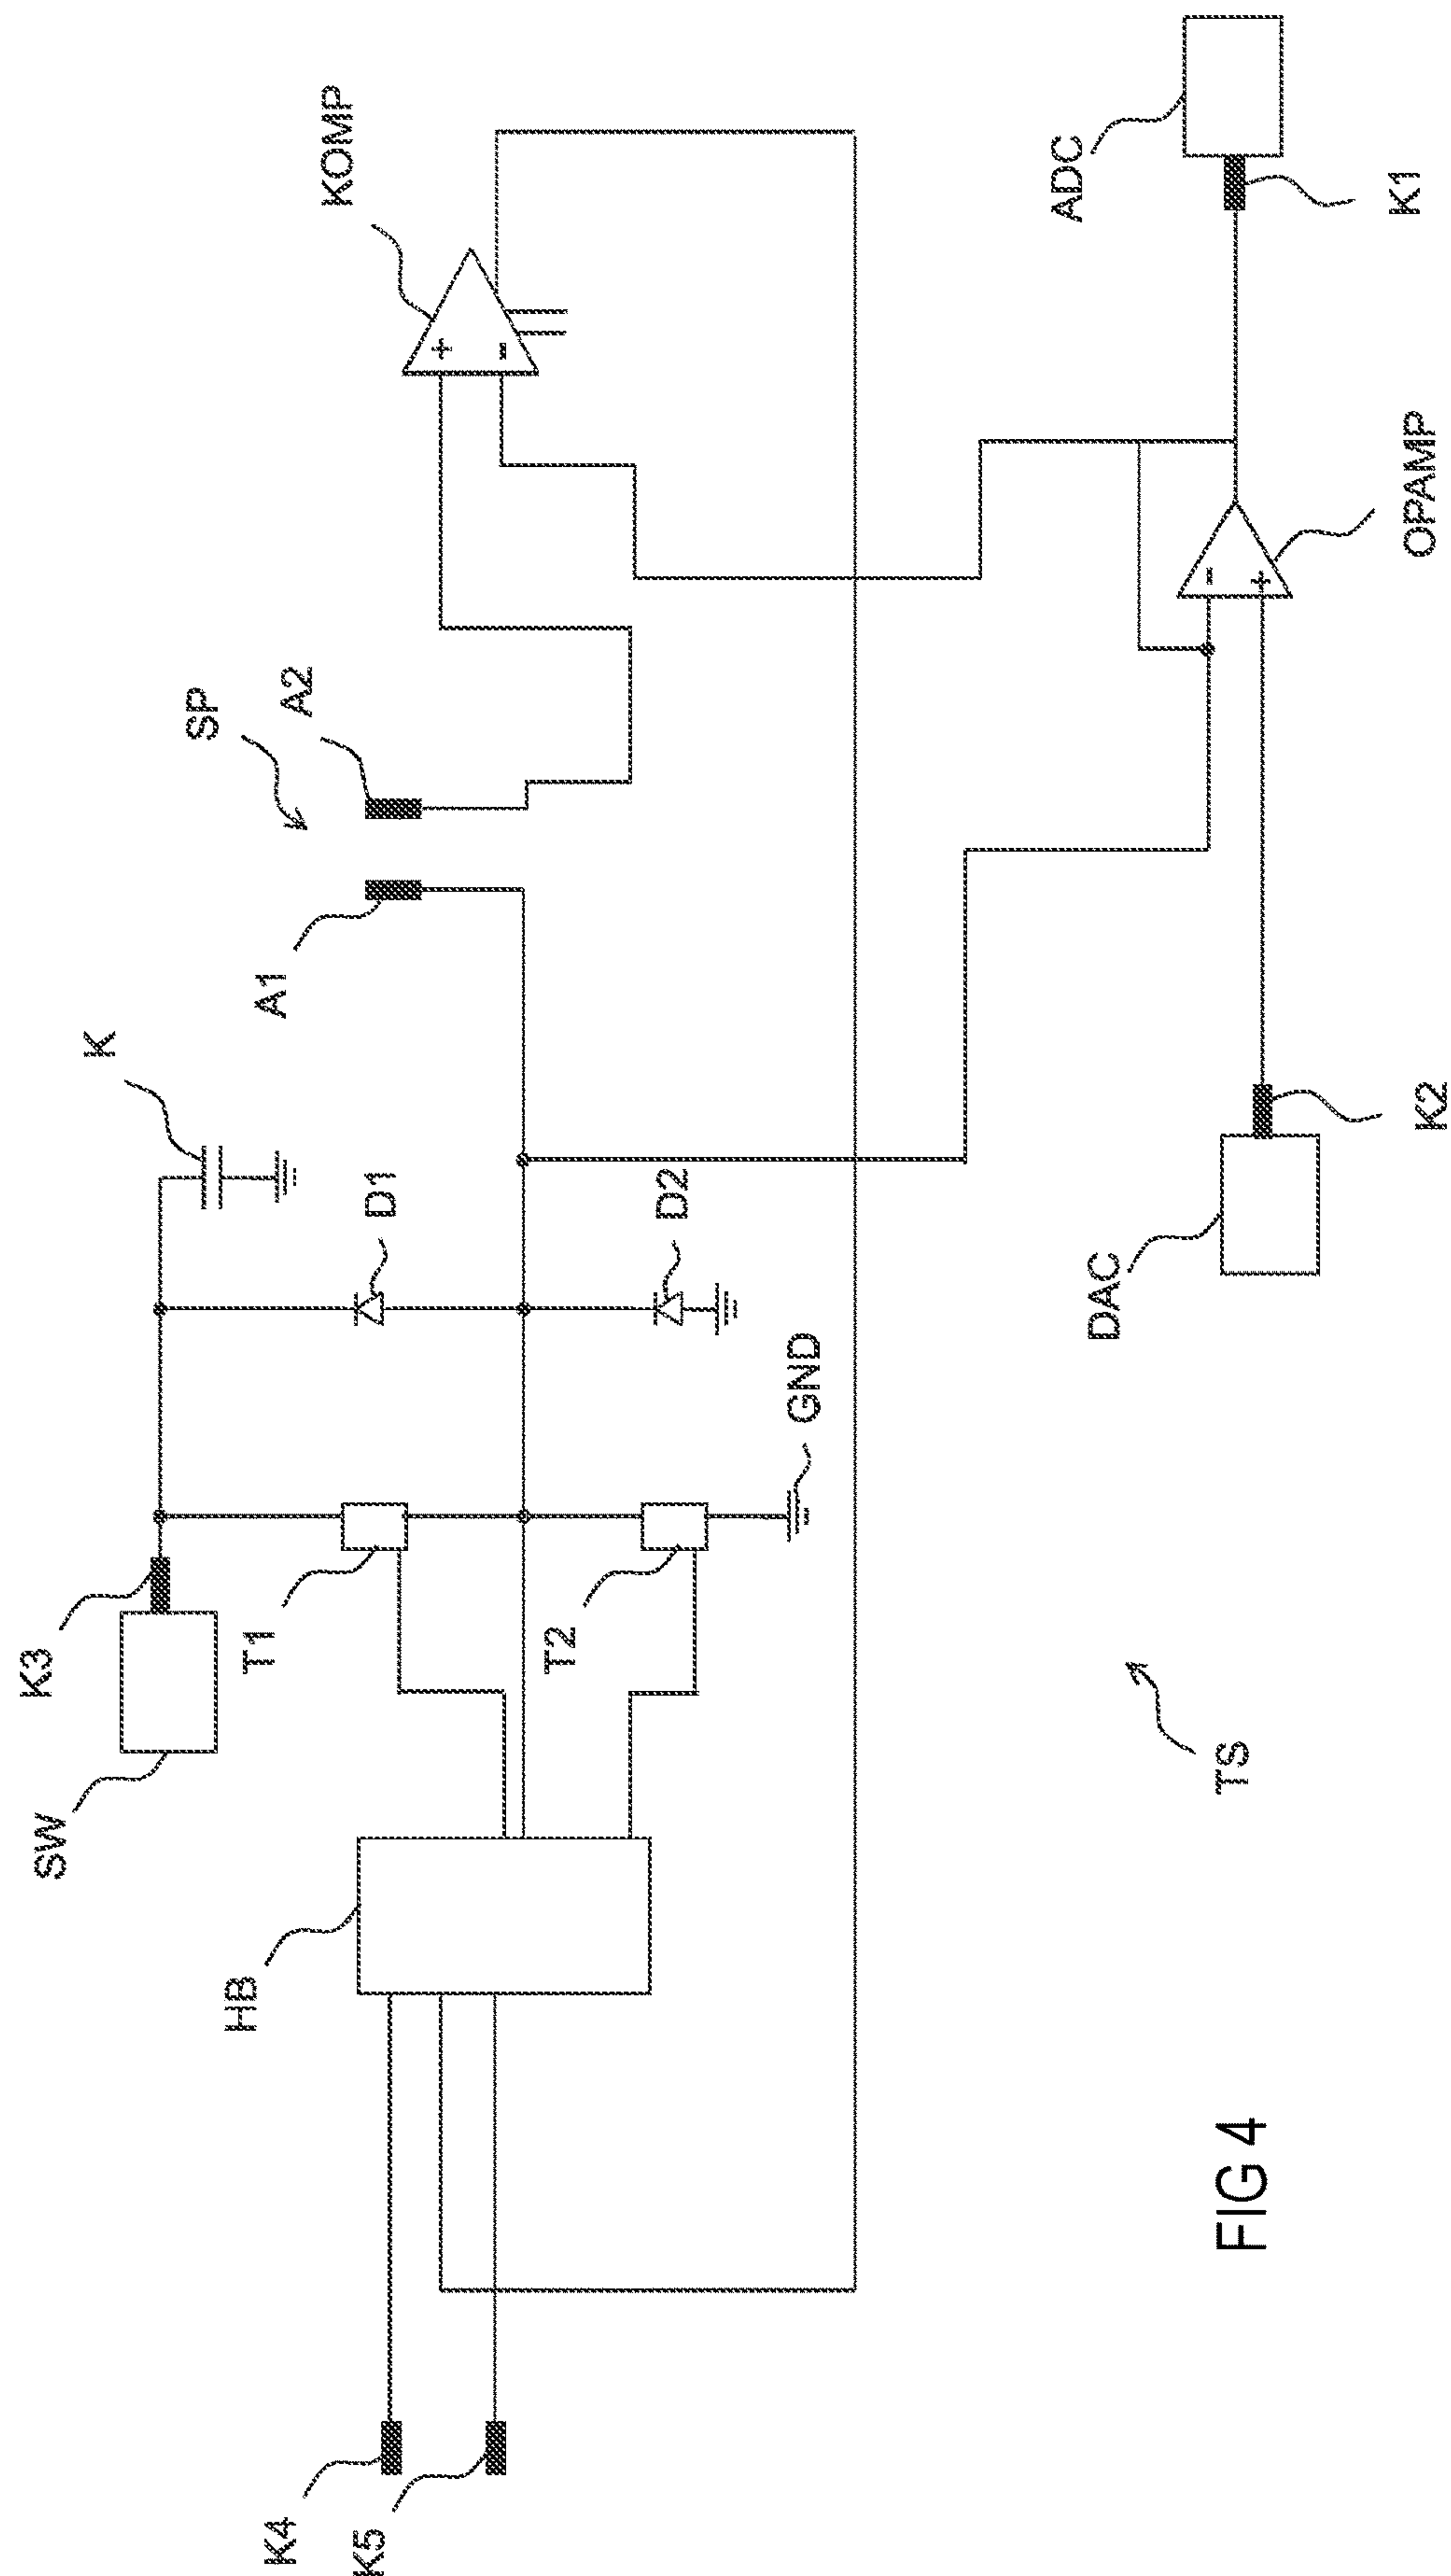 K4
K5
HB
SW
K3
T1
T2
GND
K
D1
D2
A1
SP
A2
KOMP
DAC
K2
OPAMP
ADC
K1
TS
FIG 4
+
-
-
+